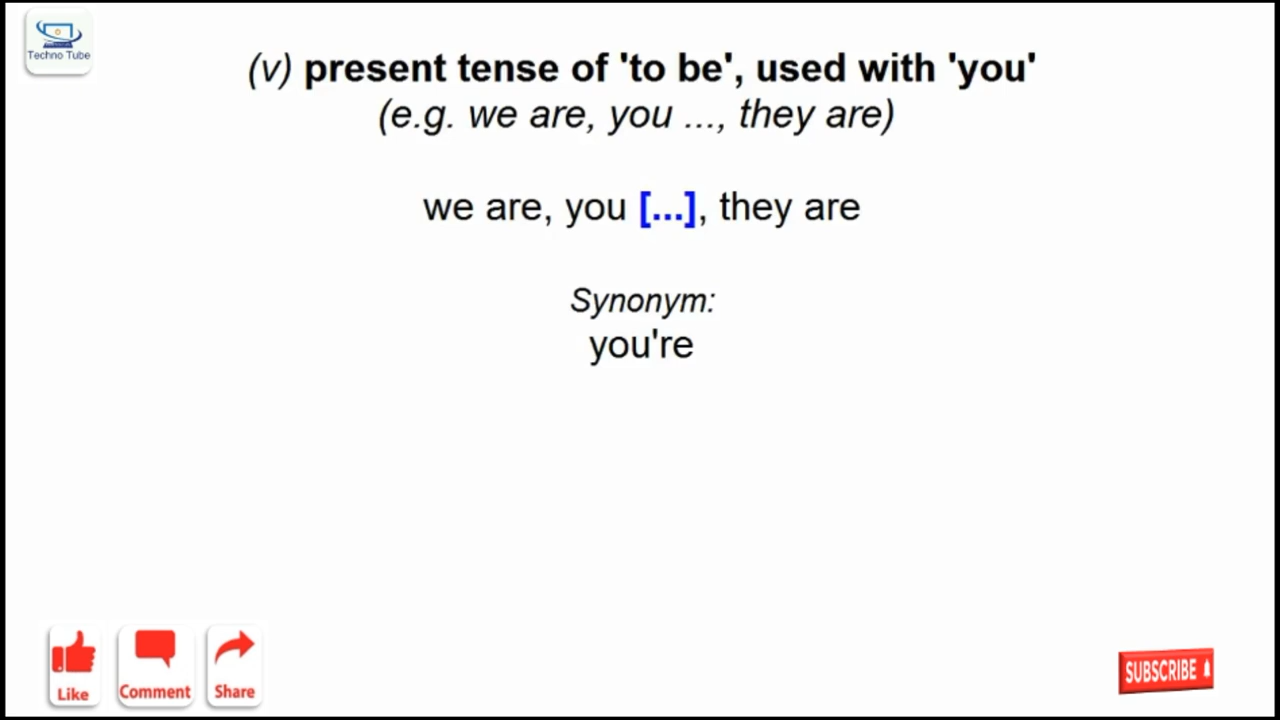 Techno Tube
(v) present tense of 'to be', used with 'you'
(e.g. we are, you ..., they are)
we are, you [...], they are
Synonym:
you're
Like
Comment
Share
SUBSCRIBE